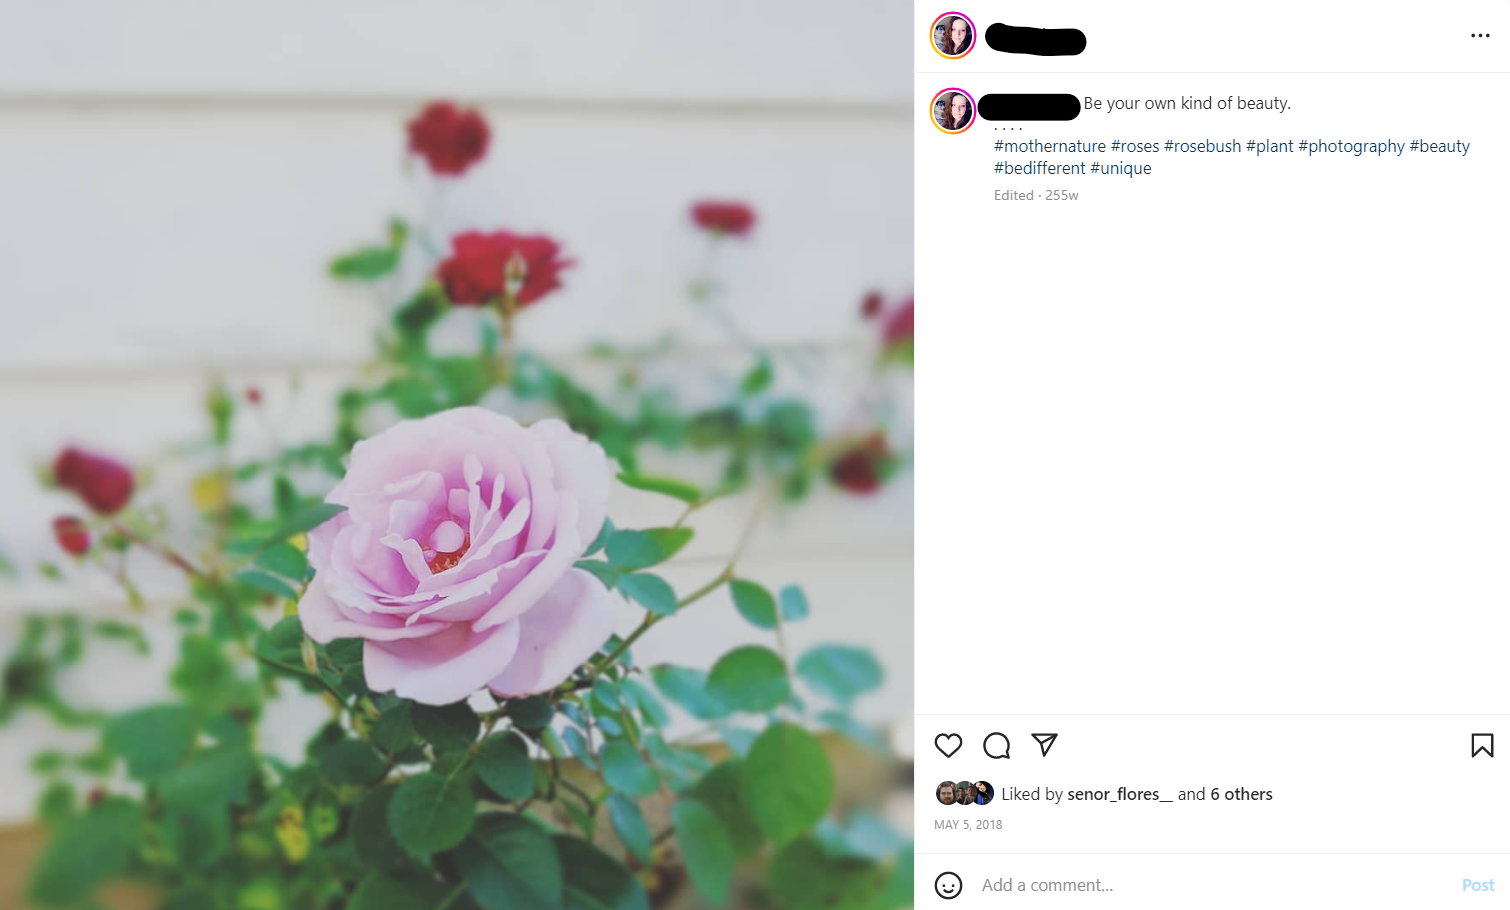 Be your own kind of beauty.
. . . .
#mothernature #roses #rosebush #plant #photography #beauty
#bedifferent #unique
Edited · 255w
Liked by senor_flores__ and 6 others
MAY 5, 2018
Add a comment...
Post